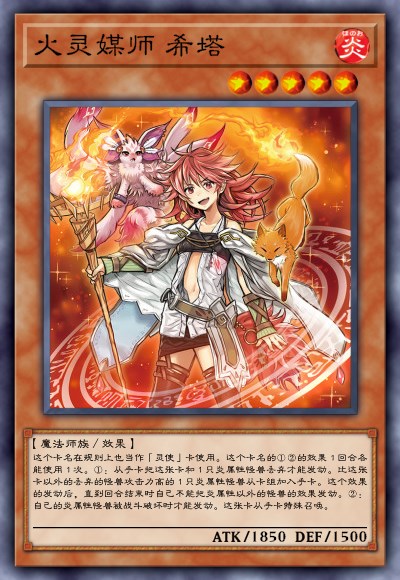 火灵媒师 希塔
炎
ほのお
【魔法师族／效果】
这个卡名在规则上也当作「灵使」卡使用。这个卡名的①②的效果1回合各
能使用1次。①：从手卡把这张卡和1只炎属性怪兽丢弃才能发动。比这张
卡以外的丢弃的怪兽攻击力高的1只炎属性怪兽从卡组加入手卡。这个效果
的发动后，直到回合结束时自己不能把炎属性以外的怪兽的效果发动。②：
自己的炎属性怪兽被战斗破坏时才能发动。这张卡从手卡特殊召唤。
ATK/1850 DEF/1500